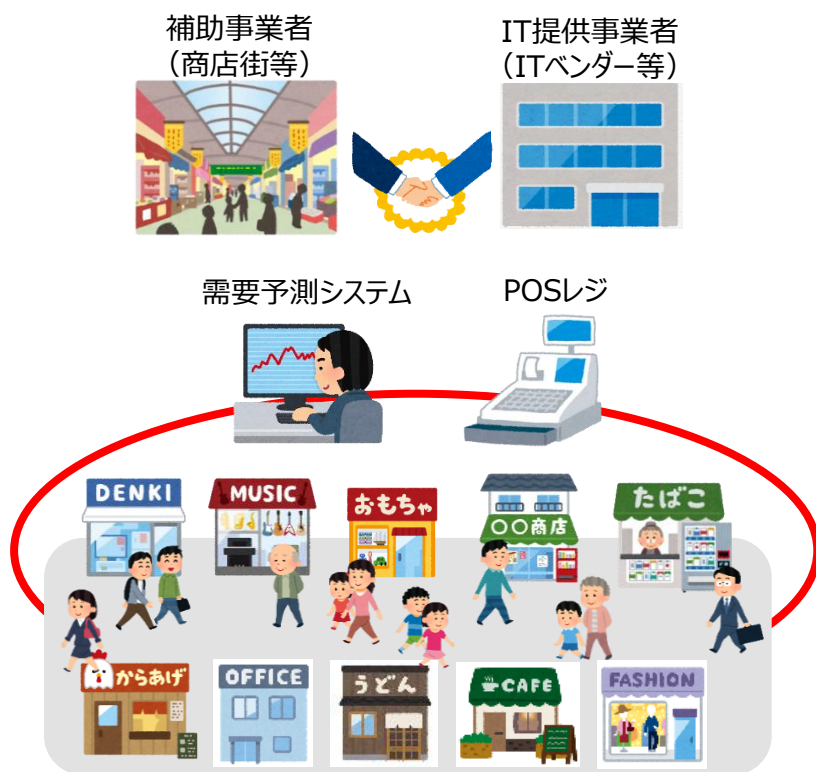 補助事業者
(商店街等)
IT提供事業者
(ITベンダー等)
需要予測システム
POSレジ
DENKI
MUSIC
おもちゃ
〇〇商店
たばこ
からあげ
OFFICE
うどん
CAFE
FASHION